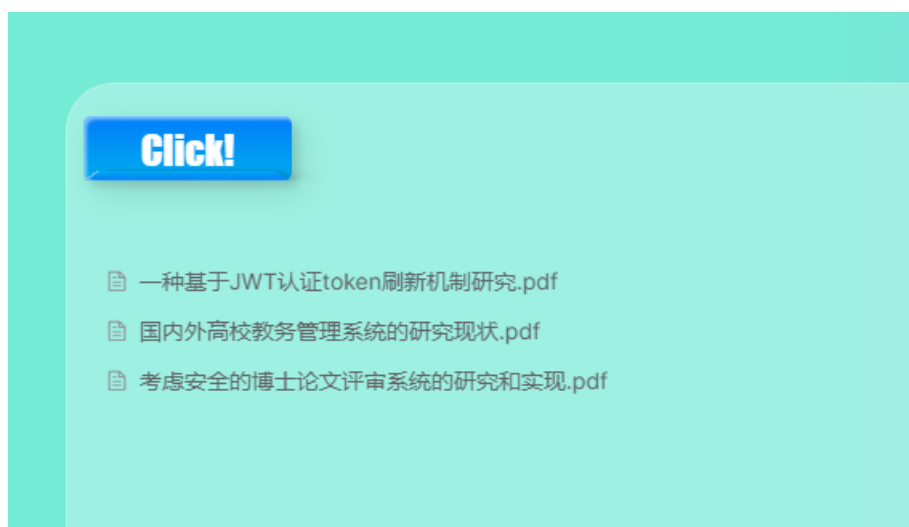 Click!
一种基于JWT认证token刷新机制研究.pdf
国内外高校教务管理系统的研究现状.pdf
考虑安全的博士论文评审系统的研究和实现.pdf